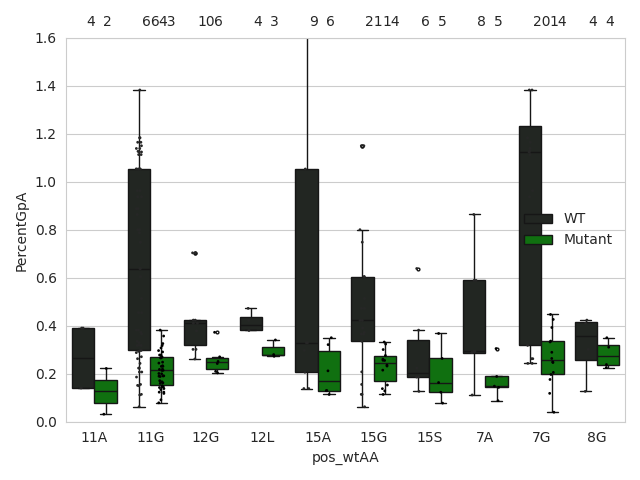 4 2 6643 106 4 3 9 6 2114 6 5 8 5 2014 4 4
1.6
1.4
1.2
1.0
0.8
0.6
0.4
0.2
0.0
PercentGpA
WT
Mutant
11A 11G 12G 12L 15A 15G 15S 7A 7G 8G
pos_wtAA